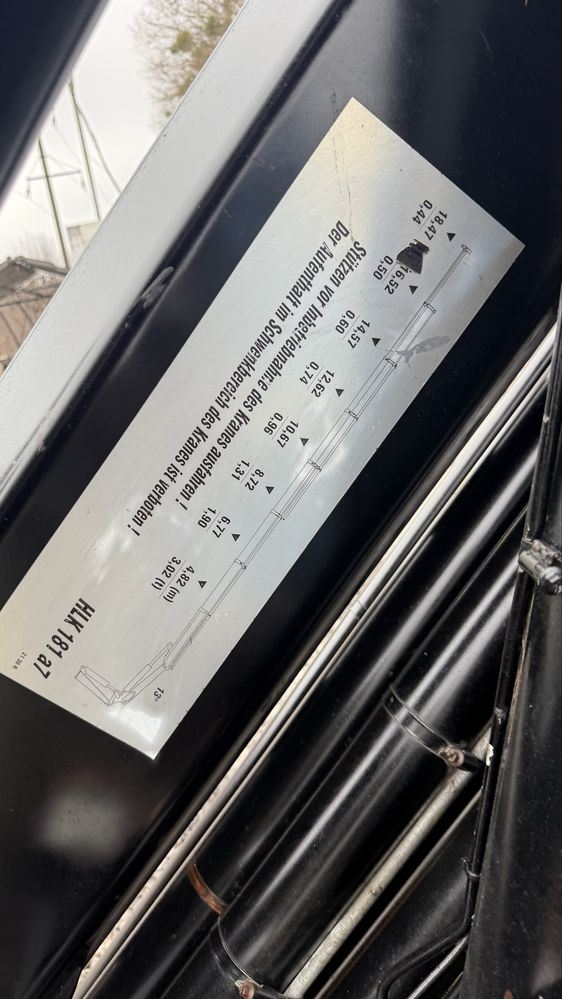 18,47 16,52 14,57 12,62 10,67 8,72 6,77 4,82 (m)
0,44 0,50 0,60 0,74 0,96 1,31 1,90 3,02 (t)
13°
Stützen vor Inbetriebnahme des Kranes ausfahren !
Der Aufenthalt im Schwenkbereich des Kranes ist verboten !
HLK 181 a7